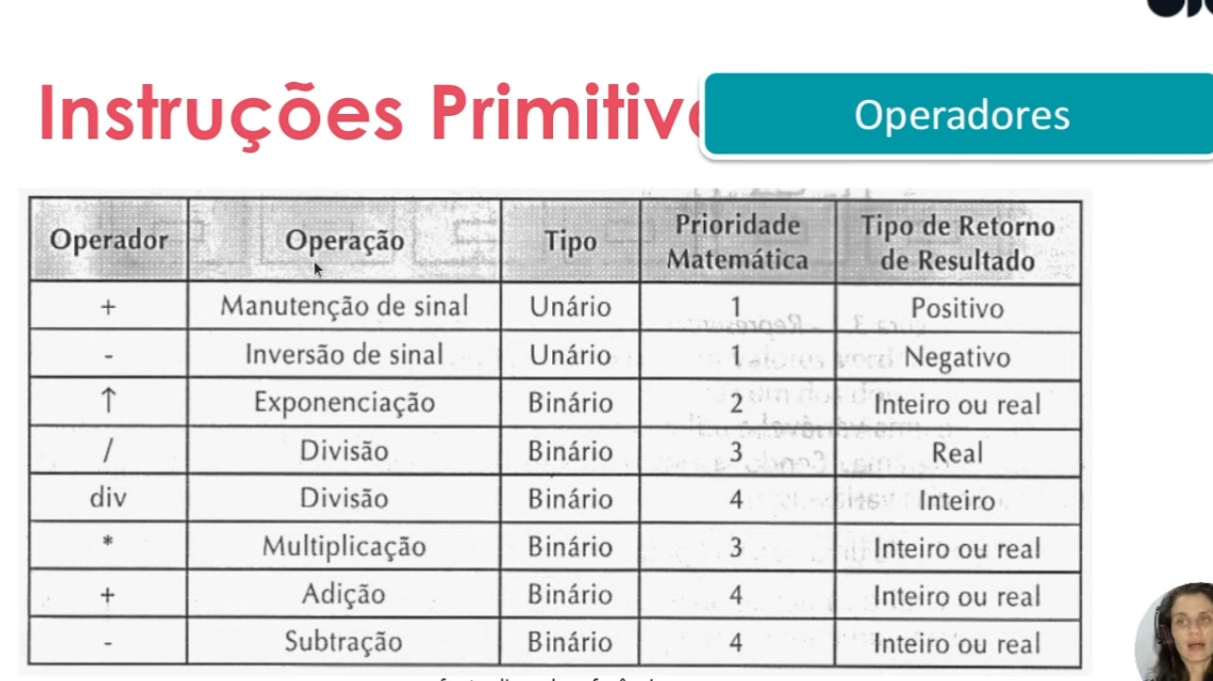 Instruções Primitiv
Operadores
Operador Operação Tipo Prioridade Matemática Tipo de Retorno de Resultado
+ Manutenção de sinal Unário 1 Positivo
- Inversão de sinal Unário 1 Negativo
↑ Exponenciação Binário 2 Inteiro ou real
/ Divisão Binário 3 Real
div Divisão Binário 4 Inteiro
* Multiplicação Binário 3 Inteiro ou real
+ Adição Binário 4 Inteiro ou real
- Subtração Binário 4 Inteiro ou real